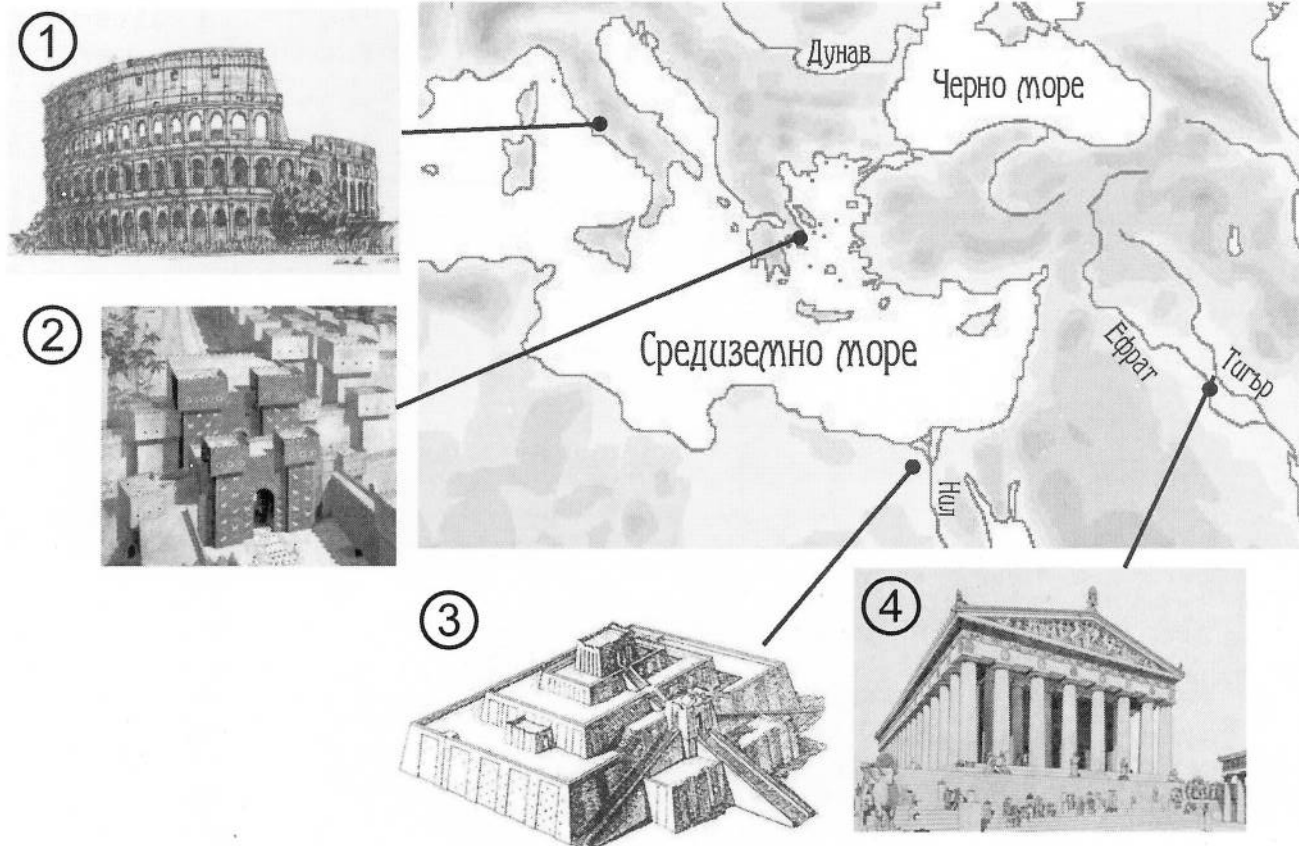 1
Дунав
Черно море
2
Средиземно море
Ефрат
Тигър
Нил
3
4